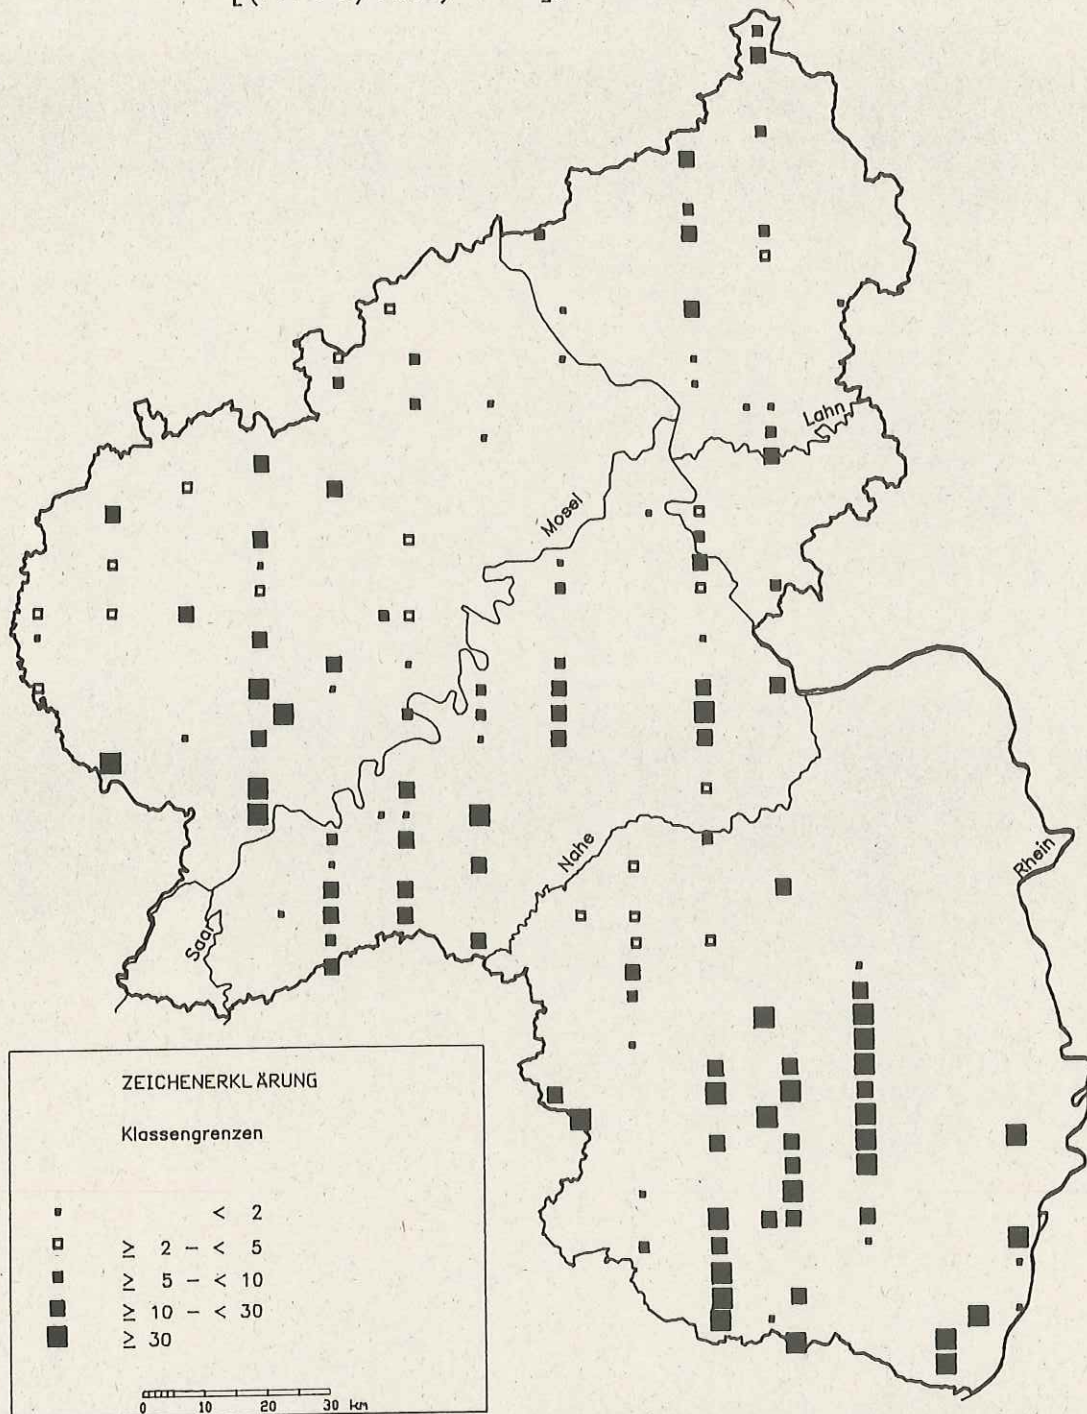 Lahn
Mosel
Nahe
Rhein
Saar
ZEICHENERKLÄRUNG
Klassengrenzen
< 2
≥ 2 - < 5
≥ 5 - < 10
≥ 10 - < 30
≥ 30
0 10 20 30 km